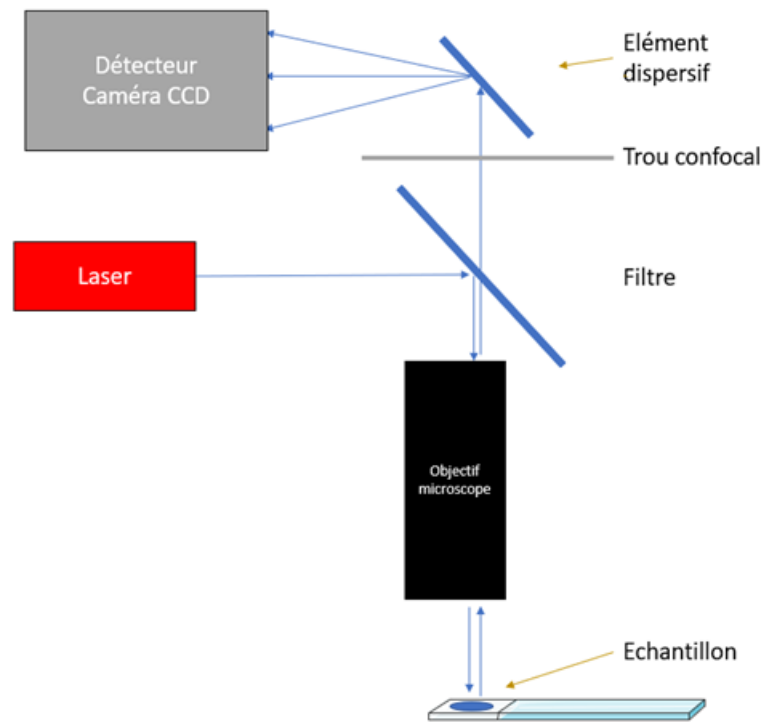 Détecteur
Caméra CCD
Elément
dispersif
Trou confocal
Laser
Filtre
Objectif
microscope
Echantillon